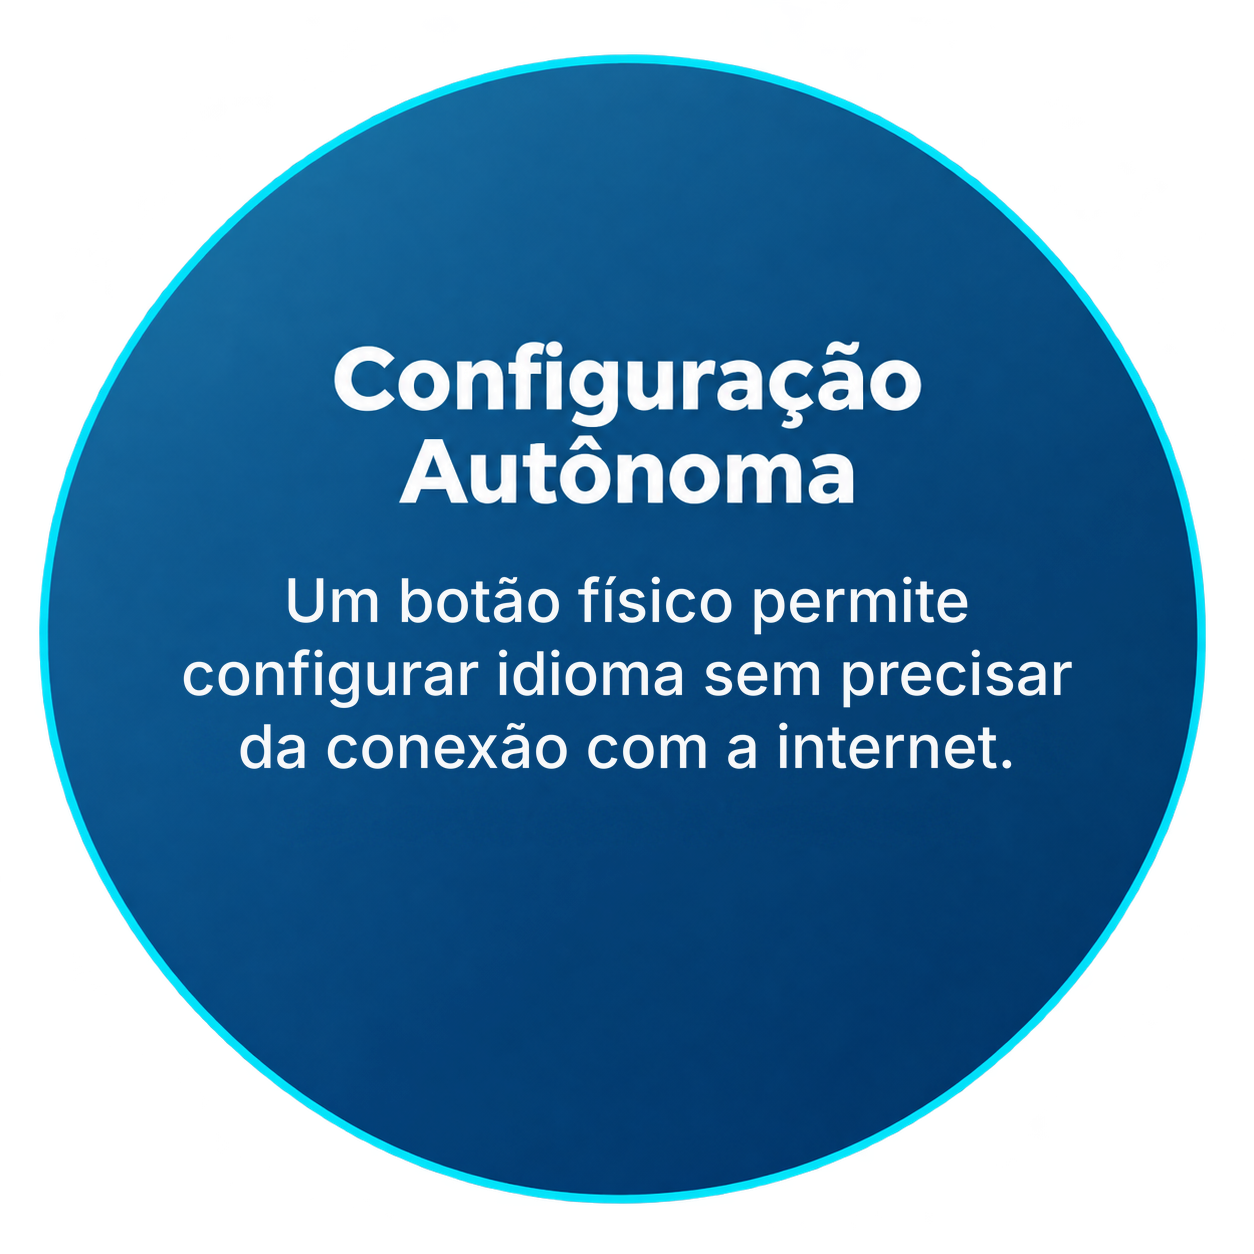 Configuração
Autônoma
Um botão físico permite
configurar idioma sem precisar
da conexão com a internet.